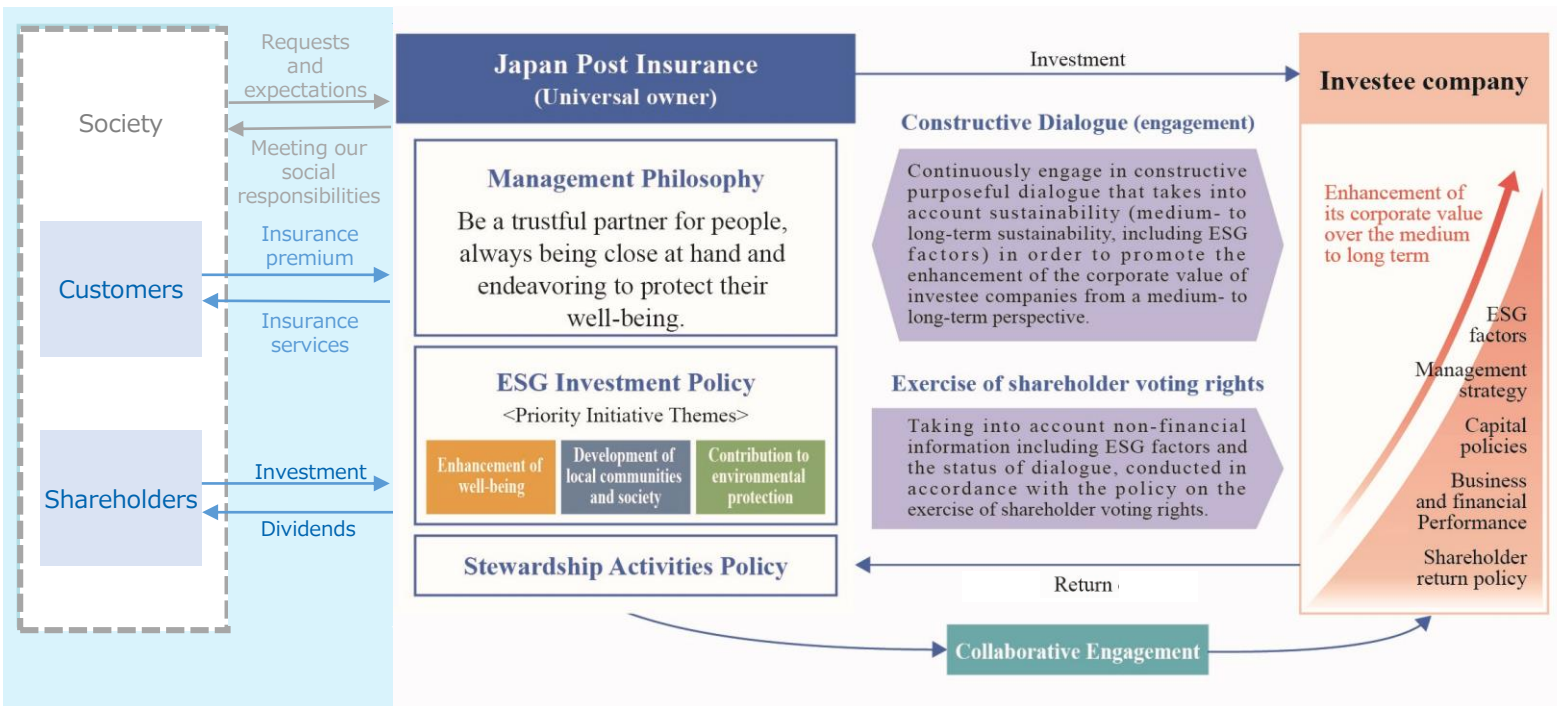 Society
Requests
and
expectations
Meeting our
social
responsibilities
Customers
Insurance
premium
Insurance
services
Shareholders
Investment
Dividends
Japan Post Insurance
(Universal owner)
Management Philosophy
Be a trustful partner for people,
always being close at hand and
endeavoring to protect their
well-being.
ESG Investment Policy
<Priority Initiative Themes>
Enhancement of
well-being
Development of
local communities
and society
Contribution to
environmental
protection
Stewardship Activities Policy
Investment
Constructive Dialogue (engagement)
Continuously engage in constructive
purposeful dialogue that takes into
account sustainability (medium- to
long-term sustainability, including ESG
factors) in order to promote the
enhancement of the corporate value of
investee companies from a medium- to
long-term perspective.
Exercise of shareholder voting rights
Taking into account non-financial
information including ESG factors and
the status of dialogue, conducted in
accordance with the policy on the
exercise of shareholder voting rights.
Return
Collaborative Engagement
Investee company
Enhancement of
its corporate value
over the medium
to long term
ESG
factors
Management
strategy
Capital
policies
Business
and financial
Performance
Shareholder
return policy